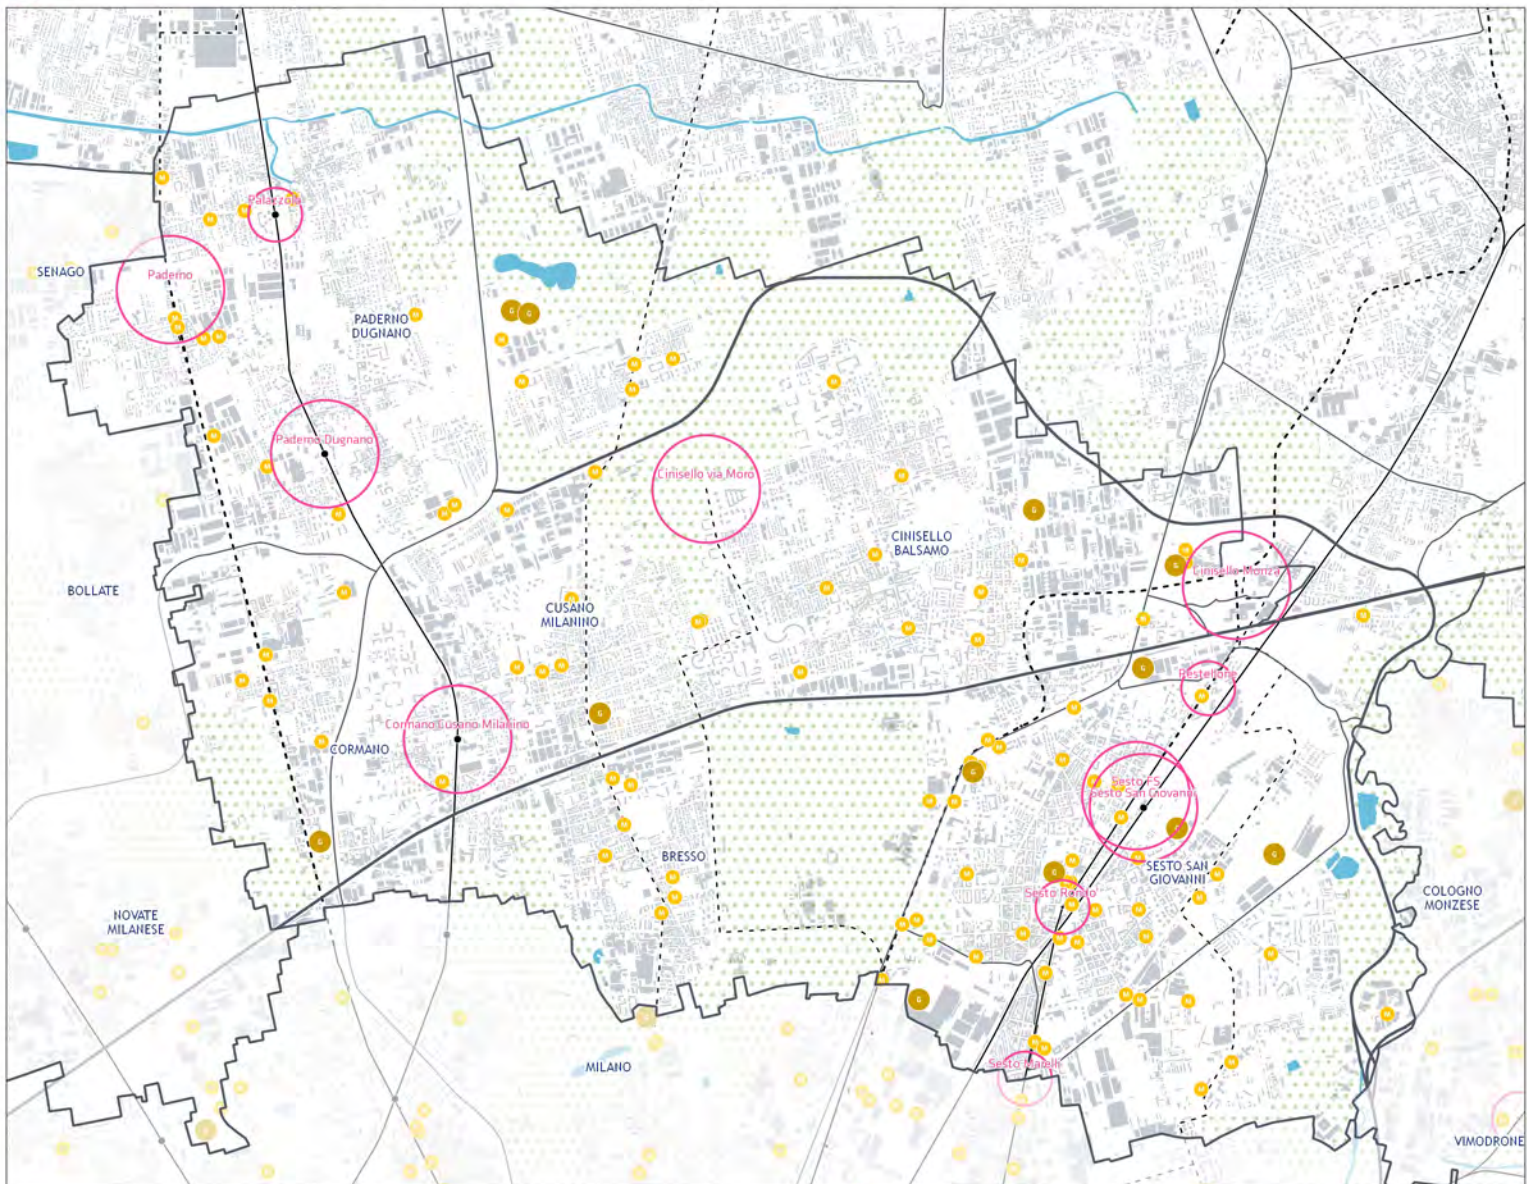 Palazzolo
SENAGO
Paderno
PADERNO
DUGNANO
Paderno Dugnano
Cinisello via Moro
CINISELLO
BALSAMO
Cinisello Monza
BOLLATE
CUSANO
MILANINO
Restellone
Cormano Cusano Milanino
CORMANO
Sesto FS
Sesto San Giovanni
BRESSO
SESTO SAN
GIOVANNI
Sesto Rondo
COLOGNO
MONZESE
NOVATE
MILANESE
MILANO
Sesto Marelli
VIMODRONE